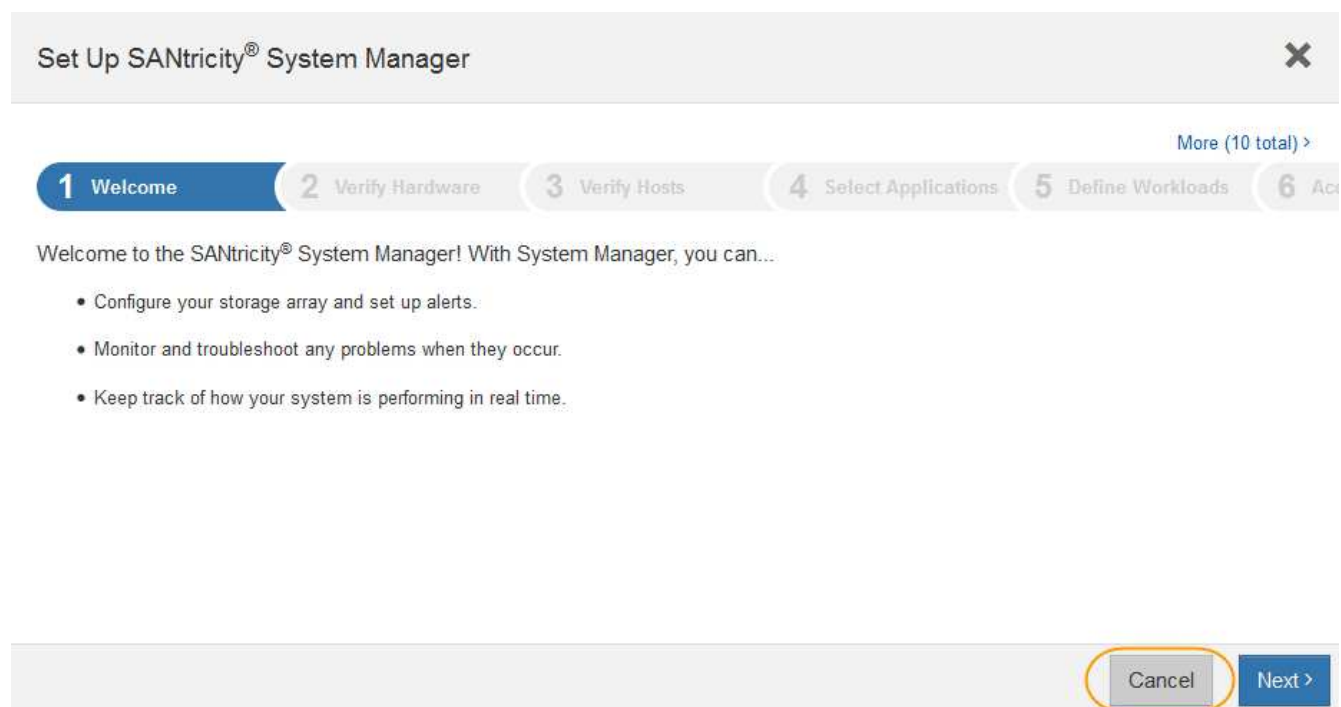 Set Up SANtricity® System Manager
More (10 total) >
1 Welcome
2 Verify Hardware
3 Verify Hosts
4 Select Applications
5 Define Workloads
6
Welcome to the SANtricity® System Manager! With System Manager, you can...
• Configure your storage array and set up alerts.
• Monitor and troubleshoot any problems when they occur.
• Keep track of how your system is performing in real time.
Cancel
Next >